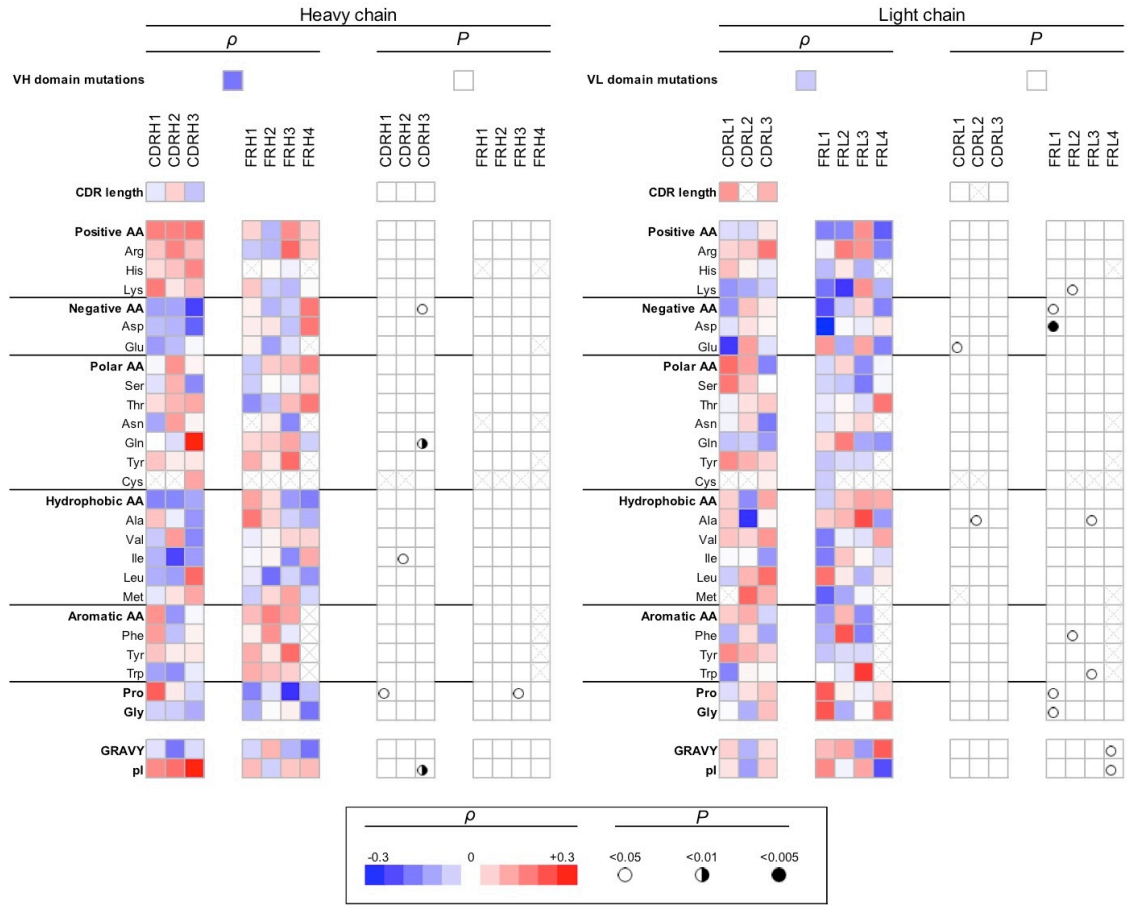 Heavy chain Light chain
ρ P ρ P
VH domain mutations VL domain mutations
CDRH1 CDRH2 CDRH3 FRH1 FRH2 FRH3 FRH4 CDRH1 CDRH2 CDRH3 FRH1 FRH2 FRH3 FRH4 CDRL1 CDRL2 CDRL3 FRL1 FRL2 FRL3 FRL4 CDRL1 CDRL2 CDRL3 FRL1 FRL2 FRL3 FRL4
CDR length CDR length
Positive AA Positive AA
Arg Arg
His His
Lys Lys
Negative AA Negative AA
Asp Asp
Glu Glu
Polar AA Polar AA
Ser Ser
Thr Thr
Asn Asn
Gln Gln
Tyr Tyr
Cys Cys
Hydrophobic AA Hydrophobic AA
Ala Ala
Val Val
Ile Ile
Leu Leu
Met Met
Aromatic AA Aromatic AA
Phe Phe
Tyr Tyr
Trp Trp
Pro Pro
Gly Gly
GRAVY GRAVY
pI pI
ρ P
-0.3 0 +0.3 <0.05 <0.01 <0.005